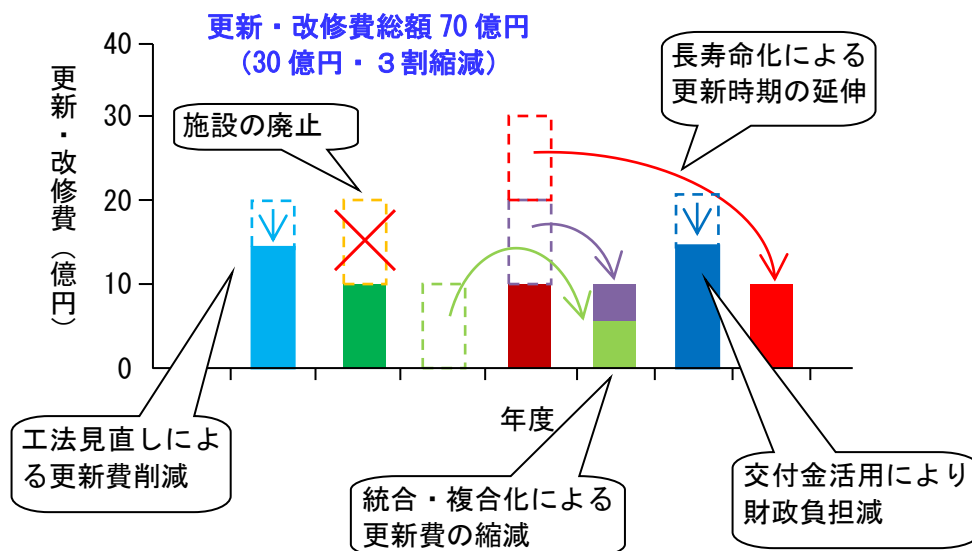 更新・改修費総額 70 億円
（30 億円・３割縮減）
更新・改修費（億円）
40
30
20
10
0
施設の廃止
長寿命化による
更新時期の延伸
年度
工法見直しによ
る更新費削減
統合・複合化による
更新費の縮減
交付金活用により
財政負担減